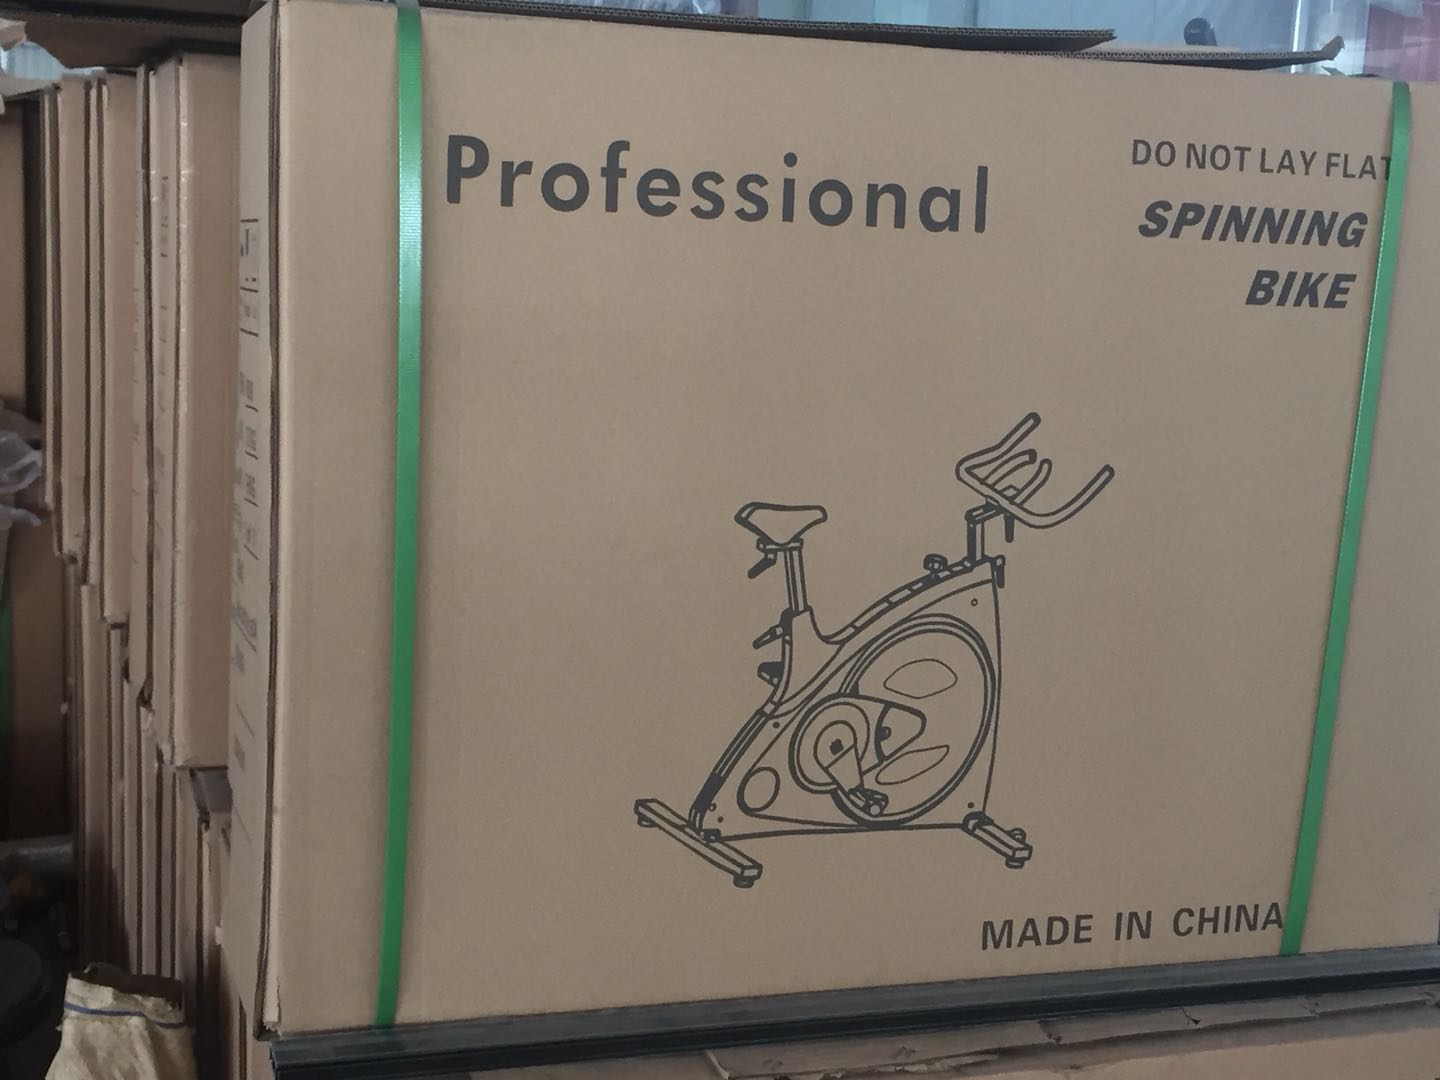 Professional
DO NOT LAY FLAT
SPINNING
BIKE
MADE IN CHINA